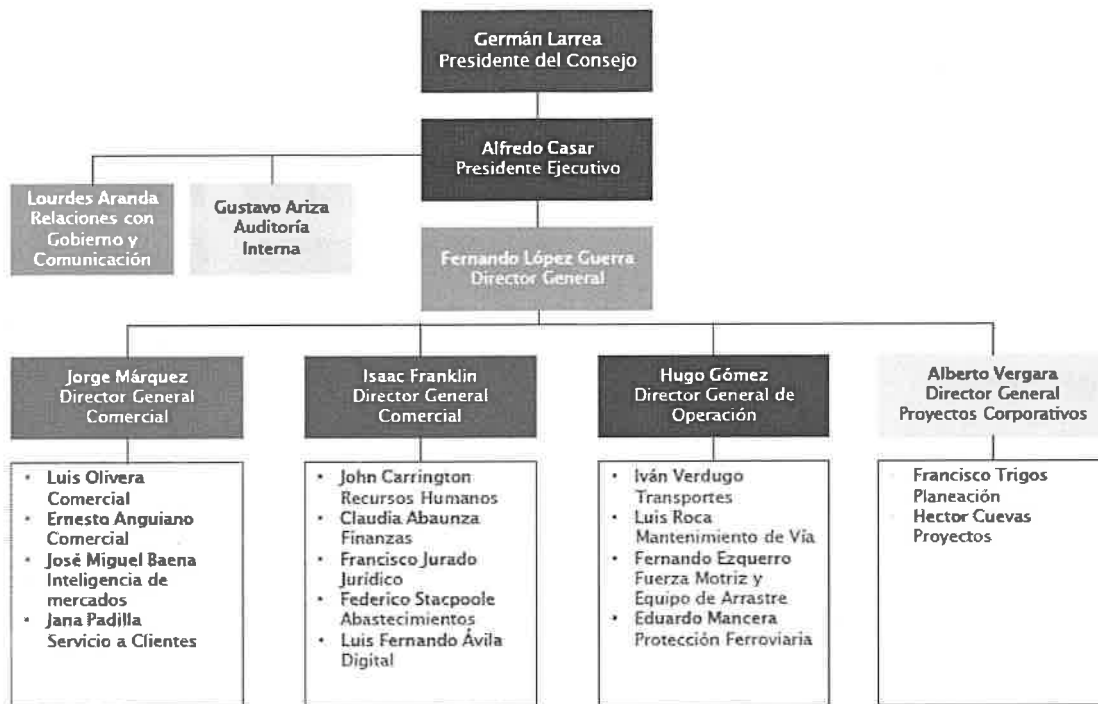 Germán Larrea
Presidente del Consejo
Alfredo Casar
Presidente Ejecutivo
Lourdes Aranda
Relaciones con
Gobierno y
Comunicación
Gustavo Ariza
Auditoría
Interna
Fernando López Guerra
Director General
Jorge Márquez
Director General
Comercial
Isaac Franklin
Director General
Comercial
Hugo Gómez
Director General de
Operación
Alberto Vergara
Director General
Proyectos Corporativos
• Luis Olivera
Comercial
• Ernesto Anguiano
Comercial
• José Miguel Baena
Inteligencia de
mercados
• Jana Padilla
Servicio a Clientes
• John Carrington
Recursos Humanos
• Claudia Abaunza
Finanzas
• Francisco Jurado
Jurídico
• Federico Stacpoole
Abastecimientos
• Luis Fernando Ávila
Digital
• Iván Verdugo
Transportes
• Luis Roca
Mantenimiento de Vía
• Fernando Ezquerro
Fuerza Motriz y
Equipo de Arrastre
• Eduardo Mancera
Protección Ferroviaria
Francisco Trigos
Planeación
Hector Cuevas
Proyectos